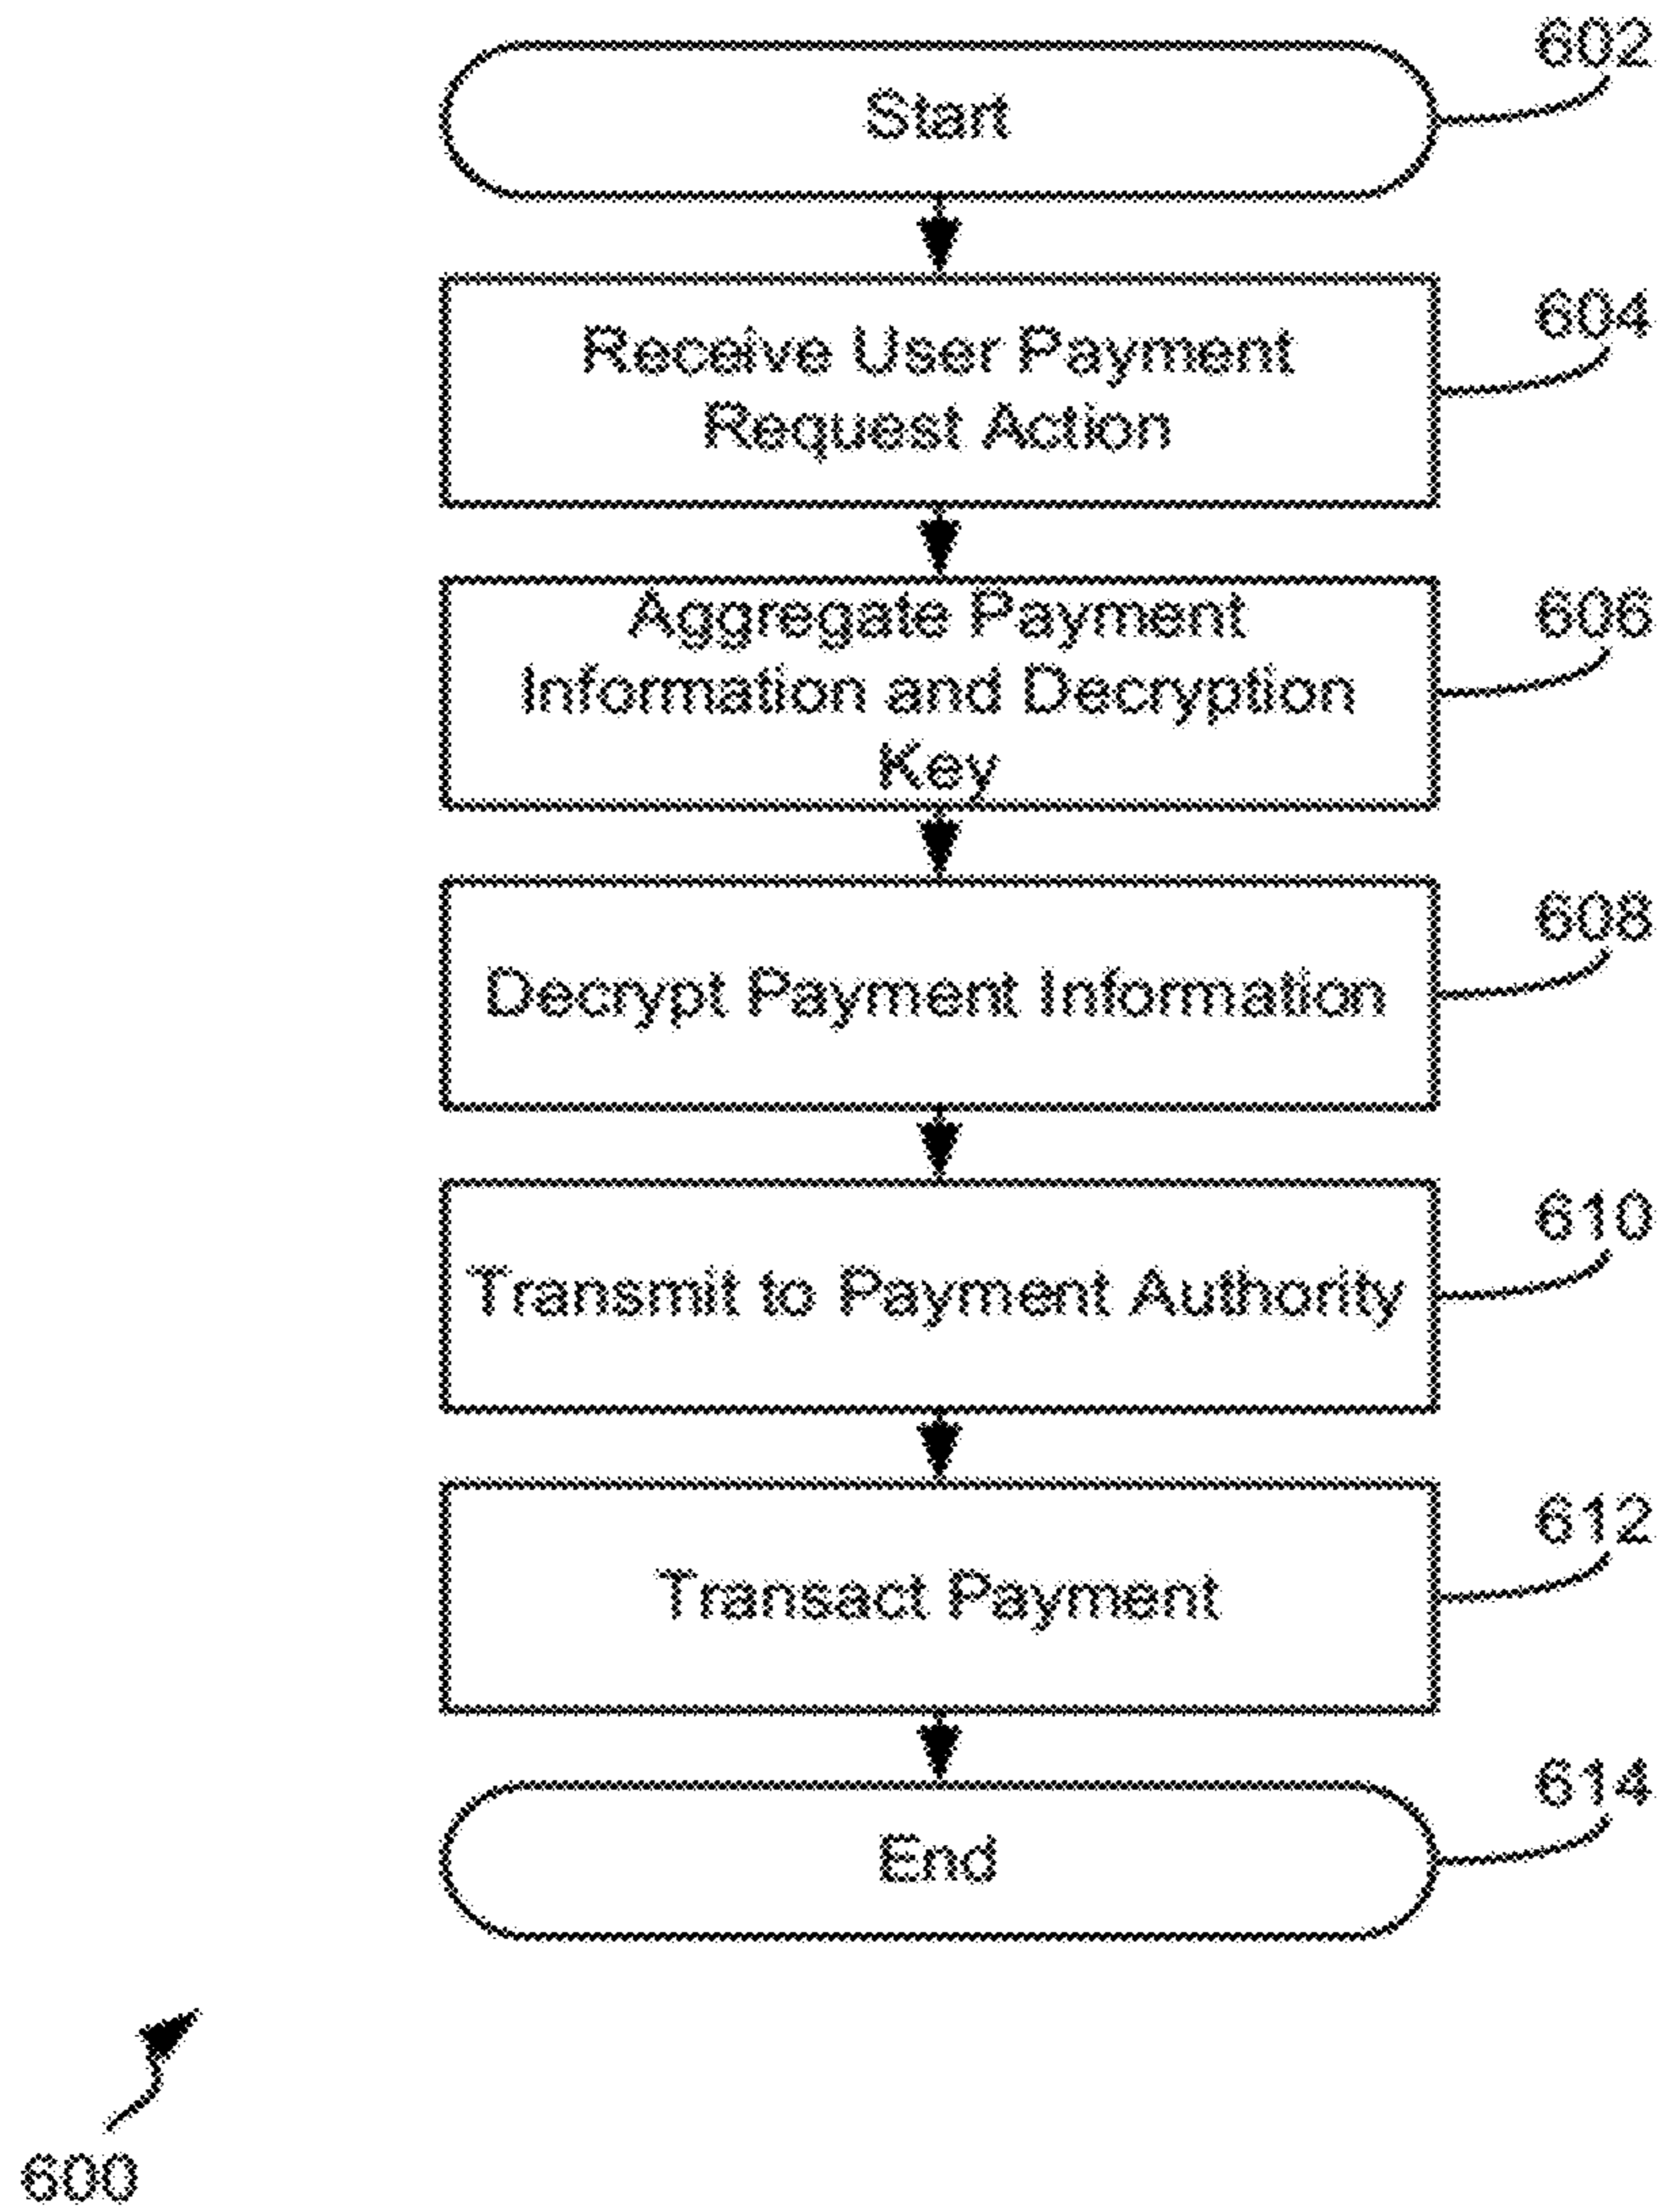 602
Start
604
Receive User Payment
Request Action
606
Aggregate Payment
Information and Decryption
Key
608
Decrypt Payment Information
610
Transmit to Payment Authority
612
Transact Payment
614
End
600